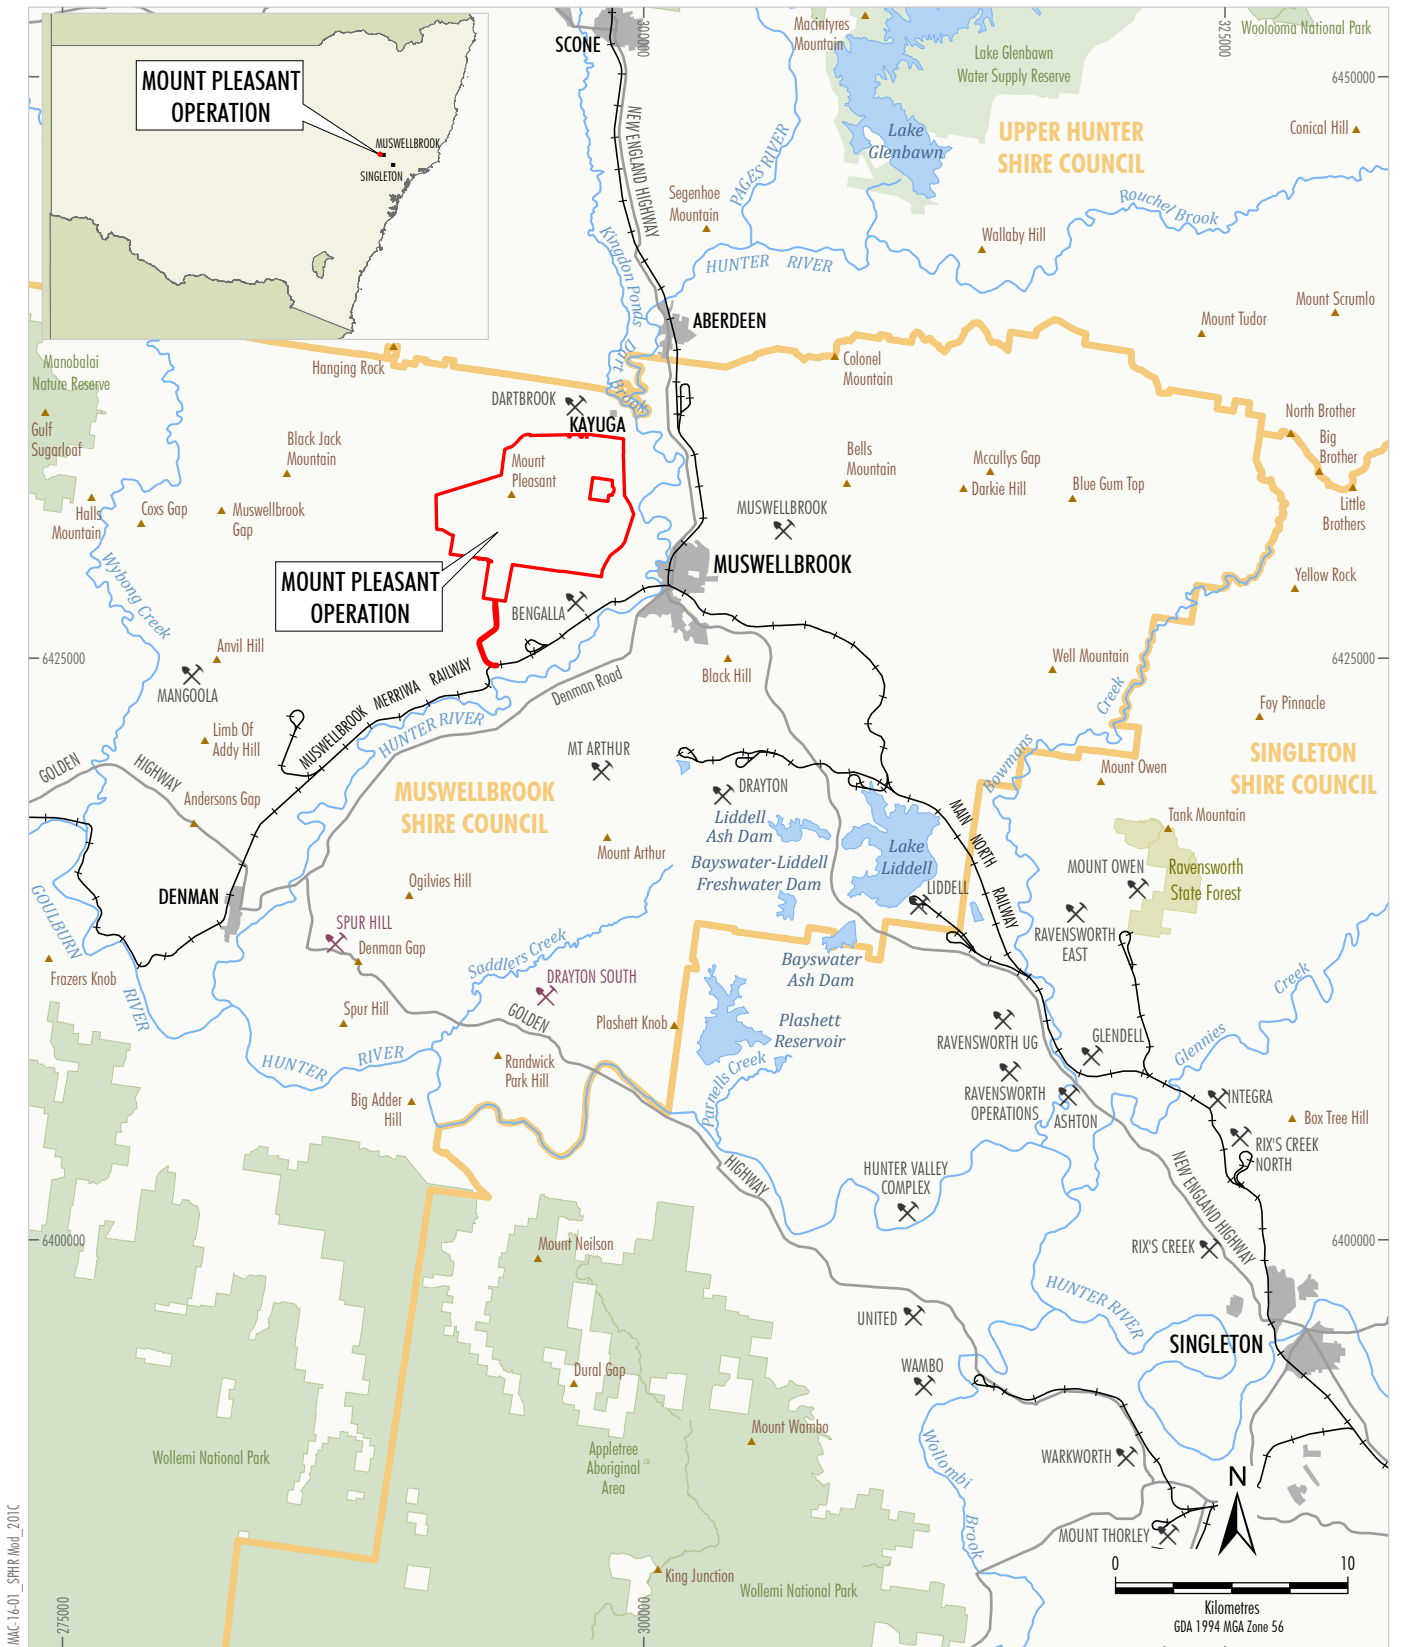 SCONE
300000
Macintyres
Mountain
325000
Woolooma National Park
Lake Glenbawn
Water Supply Reserve
6450000
MOUNT PLEASANT
OPERATION
MUSWELLBROOK
SINGLETON
NEW ENGLAND HIGHWAY
PAGES RIVER
Lake
Glenbawn
UPPER HUNTER
SHIRE COUNCIL
Conical Hill
Segenhoe
Mountain
Rouchel Brook
Wallaby Hill
Kingdon Ponds
HUNTER RIVER
Mount Scrumlo
Mount Tudor
ABERDEEN
Manobalai
Nature Reserve
Hanging Rock
Dart Brook
Colonel
Mountain
DARTBROOK
KAYUGA
North Brother
Big
Brother
Little
Brothers
Gulf
Sugarloaf
Black Jack
Mountain
Mount
Pleasant
Bells
Mountain
Mccullys Gap
Darkie Hill
Blue Gum Top
Halls
Mountain
Coxs Gap
Muswellbrook
Gap
MUSWELLBROOK
MUSWELLBROOK
Wybong Creek
MOUNT PLEASANT
OPERATION
BENGALLA
Yellow Rock
6425000
Anvil Hill
MANGOOLA
MUSWELLBROOK MERRIWA RAILWAY
Denman Road
Black Hill
Well Mountain
6425000
Creek
Foy Pinnacle
Limb Of
Addy Hill
HUNTER RIVER
MT ARTHUR
Bowmans
SINGLETON
SHIRE COUNCIL
GOLDEN
HIGHWAY
Andersons Gap
MUSWELLBROOK
SHIRE COUNCIL
DRAYTON
Mount Owen
Liddell
Ash Dam
MAIN NORTH
RAILWAY
Tank Mountain
Mount Arthur
Bayswater-Liddell
Freshwater Dam
Lake
Liddell
LIDDELL
MOUNT OWEN
Ravensworth
State Forest
Ogilvies Hill
DENMAN
GOULBURN
RIVER
SPUR HILL
Denman Gap
RAVENSWORTH
EAST
Saddlers Creek
Bayswater
Ash Dam
Frazers Knob
DRAYTON SOUTH
Creek
Spur Hill
GOLDEN
Plashett Knob
Plashett
Reservoir
RAVENSWORTH UG
GLENDELL
Glennies
HUNTER RIVER
Randwick
Park Hill
Parnells Creek
RAVENSWORTH
OPERATIONS
ASHTON
INTEGRA
Big Adder
Hill
Box Tree Hill
RIX'S CREEK
NORTH
HIGHWAY
HUNTER VALLEY
COMPLEX
NEW ENGLAND HIGHWAY
6400000
Mount Neilson
RIX'S CREEK
6400000
HUNTER RIVER
UNITED
SINGLETON
Dural Gap
WAMBO
Mount Wambo
Wollemi National Park
Appletree
Aboriginal
Area
Wollombi
Brook
WARKWORTH
N
MOUNT THORLEY
King Junction
Wollemi National Park
0 10
Kilometres
GDA 1994 MGA Zone 56
275000
300000
MAC-16-01_SPHR Mod_201C